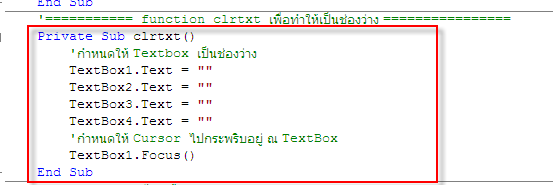 End Sub
'=========== function clrtxt เพื่อทำให้เป็นช่องว่าง ================
Private Sub clrtxt()
'กำหนดให้ Textbox เป็นช่องว่าง
TextBox1.Text = ""
TextBox2.Text = ""
TextBox3.Text = ""
TextBox4.Text = ""
'กำหนดให้ Cursor ไปกระพริบอยู่ ณ TextBox
TextBox1.Focus()
End Sub